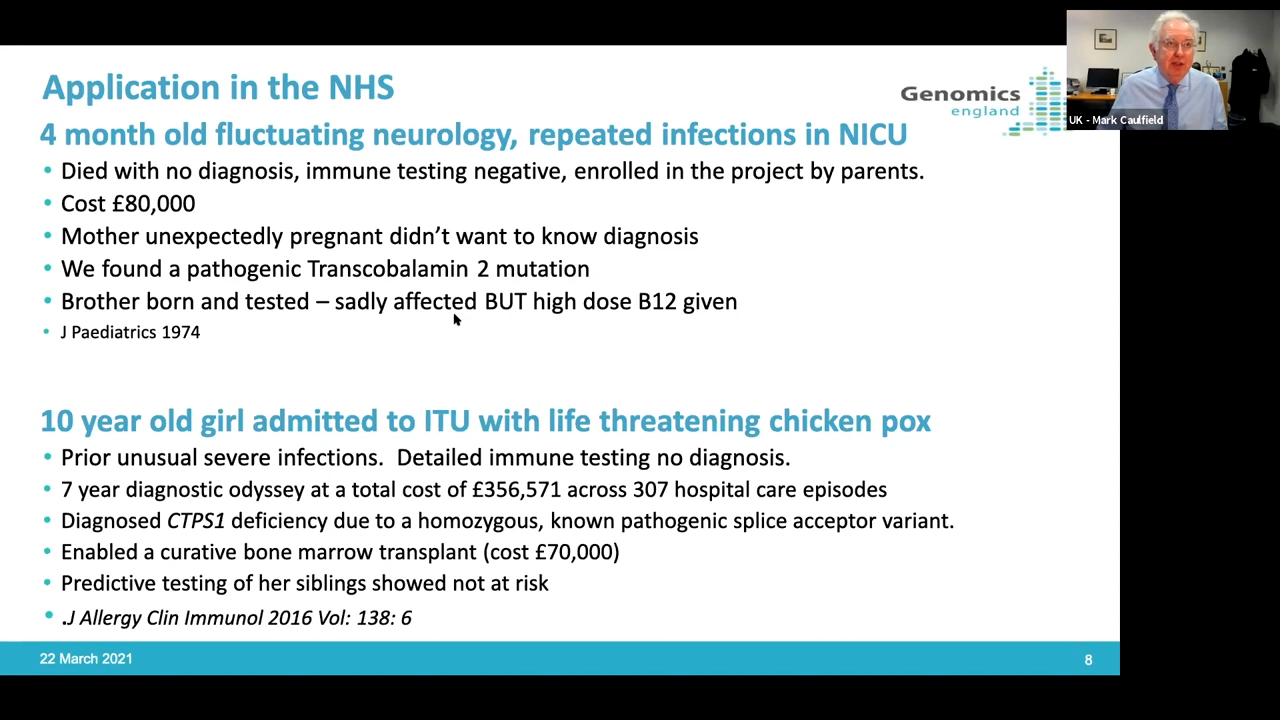 Application in the NHS
Genomics
england
UK - Mark Caulfield
4 month old fluctuating neurology, repeated infections in NICU
• Died with no diagnosis, immune testing negative, enrolled in the project by parents.
• Cost £80,000
• Mother unexpectedly pregnant didn’t want to know diagnosis
• We found a pathogenic Transcobalamin 2 mutation
• Brother born and tested – sadly affected BUT high dose B12 given
• J Paediatrics 1974
10 year old girl admitted to ITU with life threatening chicken pox
• Prior unusual severe infections.  Detailed immune testing no diagnosis.
• 7 year diagnostic odyssey at a total cost of £356,571 across 307 hospital care episodes
• Diagnosed CTPS1 deficiency due to a homozygous, known pathogenic splice acceptor variant.
• Enabled a curative bone marrow transplant (cost £70,000)
• Predictive testing of her siblings showed not at risk
• .J Allergy Clin Immunol 2016 Vol: 138: 6
22 March 2021
8